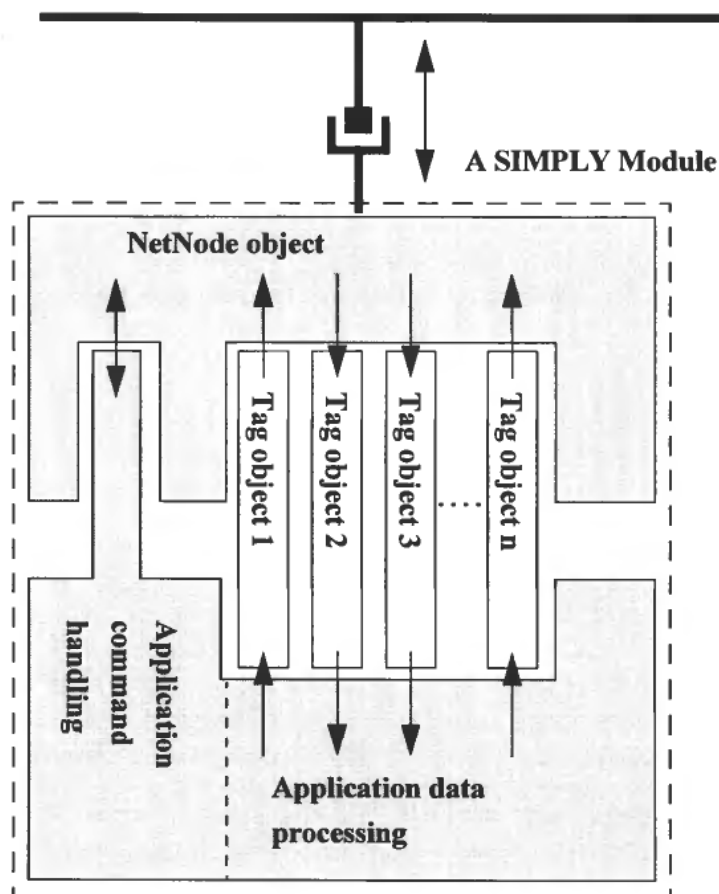 A SIMPLY Module
NetNode object
Tag object 1
Tag object 2
Tag object 3
Tag object n
Application
command
handling
Application data
processing